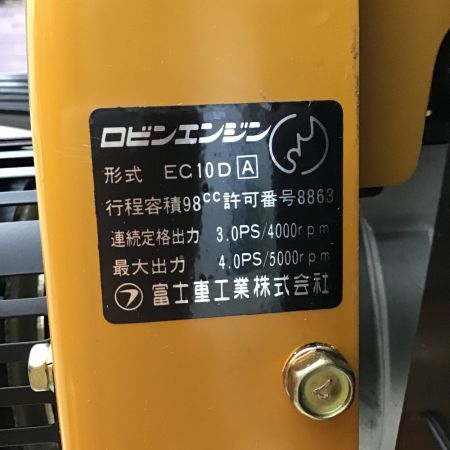 ロビンエンジン
形式 EC10D A
行程容積98cc許可番号8863
連続定格出力 3.0PS/4000rpm
最大出力 4.0PS/5000rpm
富士重工業株式会社